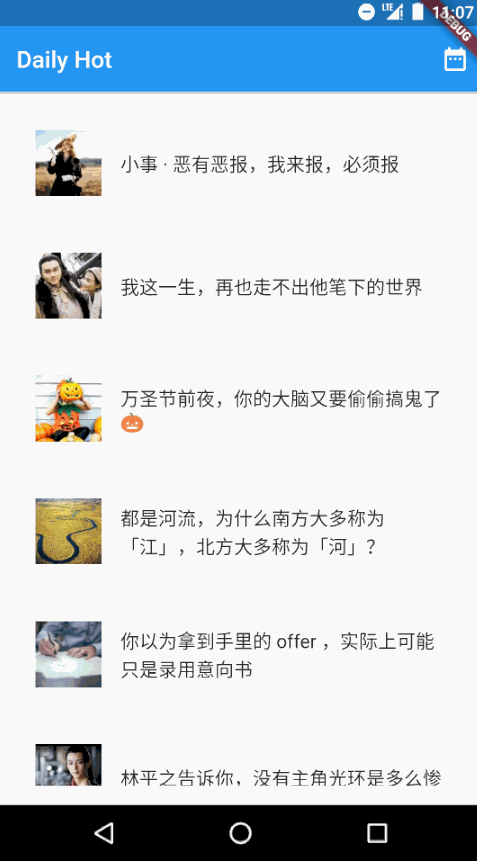 LTE
11:07
DEBUG
Daily Hot
小事 · 恶有恶报，我来报，必须报
我这一生，再也走不出他笔下的世界
万圣节前夜，你的大脑又要偷偷搞鬼了
🎃
都是河流，为什么南方大多称为
「江」，北方大多称为「河」？
你以为拿到手里的 offer ，实际上可能
只是录用意向书
林平之告诉你，没有主角光环是多么惨